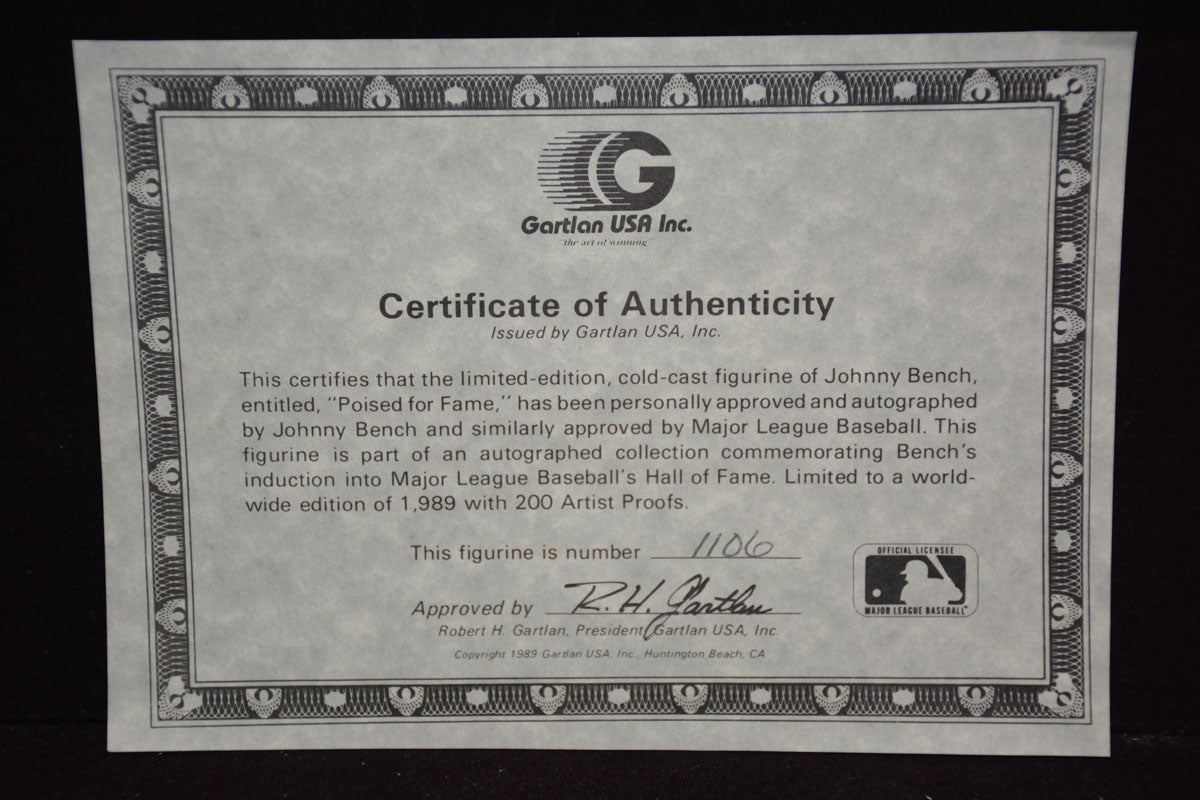 G
Gartlan USA Inc.
"the art of winning"
Certificate of Authenticity
Issued by Gartlan USA, Inc.
This certifies that the limited-edition, cold-cast figurine of Johnny Bench,
entitled, "Poised for Fame," has been personally approved and autographed
by Johnny Bench and similarly approved by Major League Baseball. This
figurine is part of an autographed collection commemorating Bench's
induction into Major League Baseball's Hall of Fame. Limited to a world-
wide edition of 1,989 with 200 Artist Proofs.
This figurine is number 1106
Approved by R.H. Gartlan
Robert H. Gartlan, President Gartlan USA, Inc.
Copyright 1989 Gartlan USA, Inc., Huntington Beach, CA
OFFICIAL LICENSEE
MAJOR LEAGUE BASEBALL